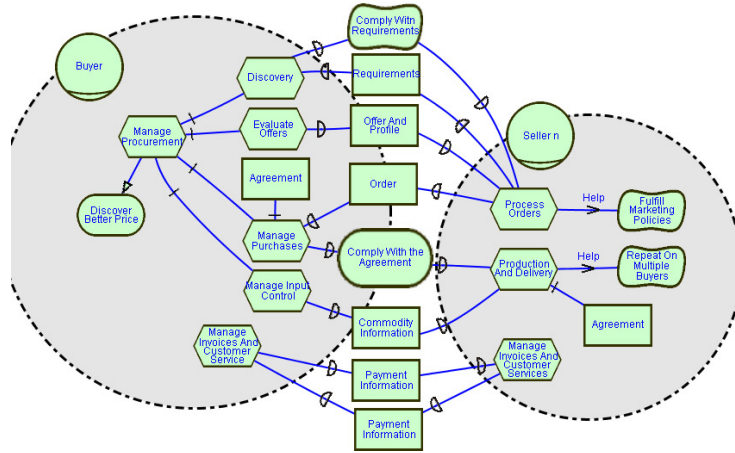 Comply Witn
Requirements
Buyer
Discovery
Requirements
Evaluate
Offers
Offer And
Profile
Manage
Procurement
Seller n
Agreement
Order
Process
Orders
Help
Fulfill
Marketing
Policies
Discover
Better Price
Manage
Purchases
Comply With the
Agreement
Production
And Delivery
Help
Repeat On
Multiple
Buyers
Manage Input
Control
Commodity
Information
Agreement
Manage
Invoices And
Customer
Service
Manage
Invoices And
Customer
Services
Payment
Information
Payment
Information